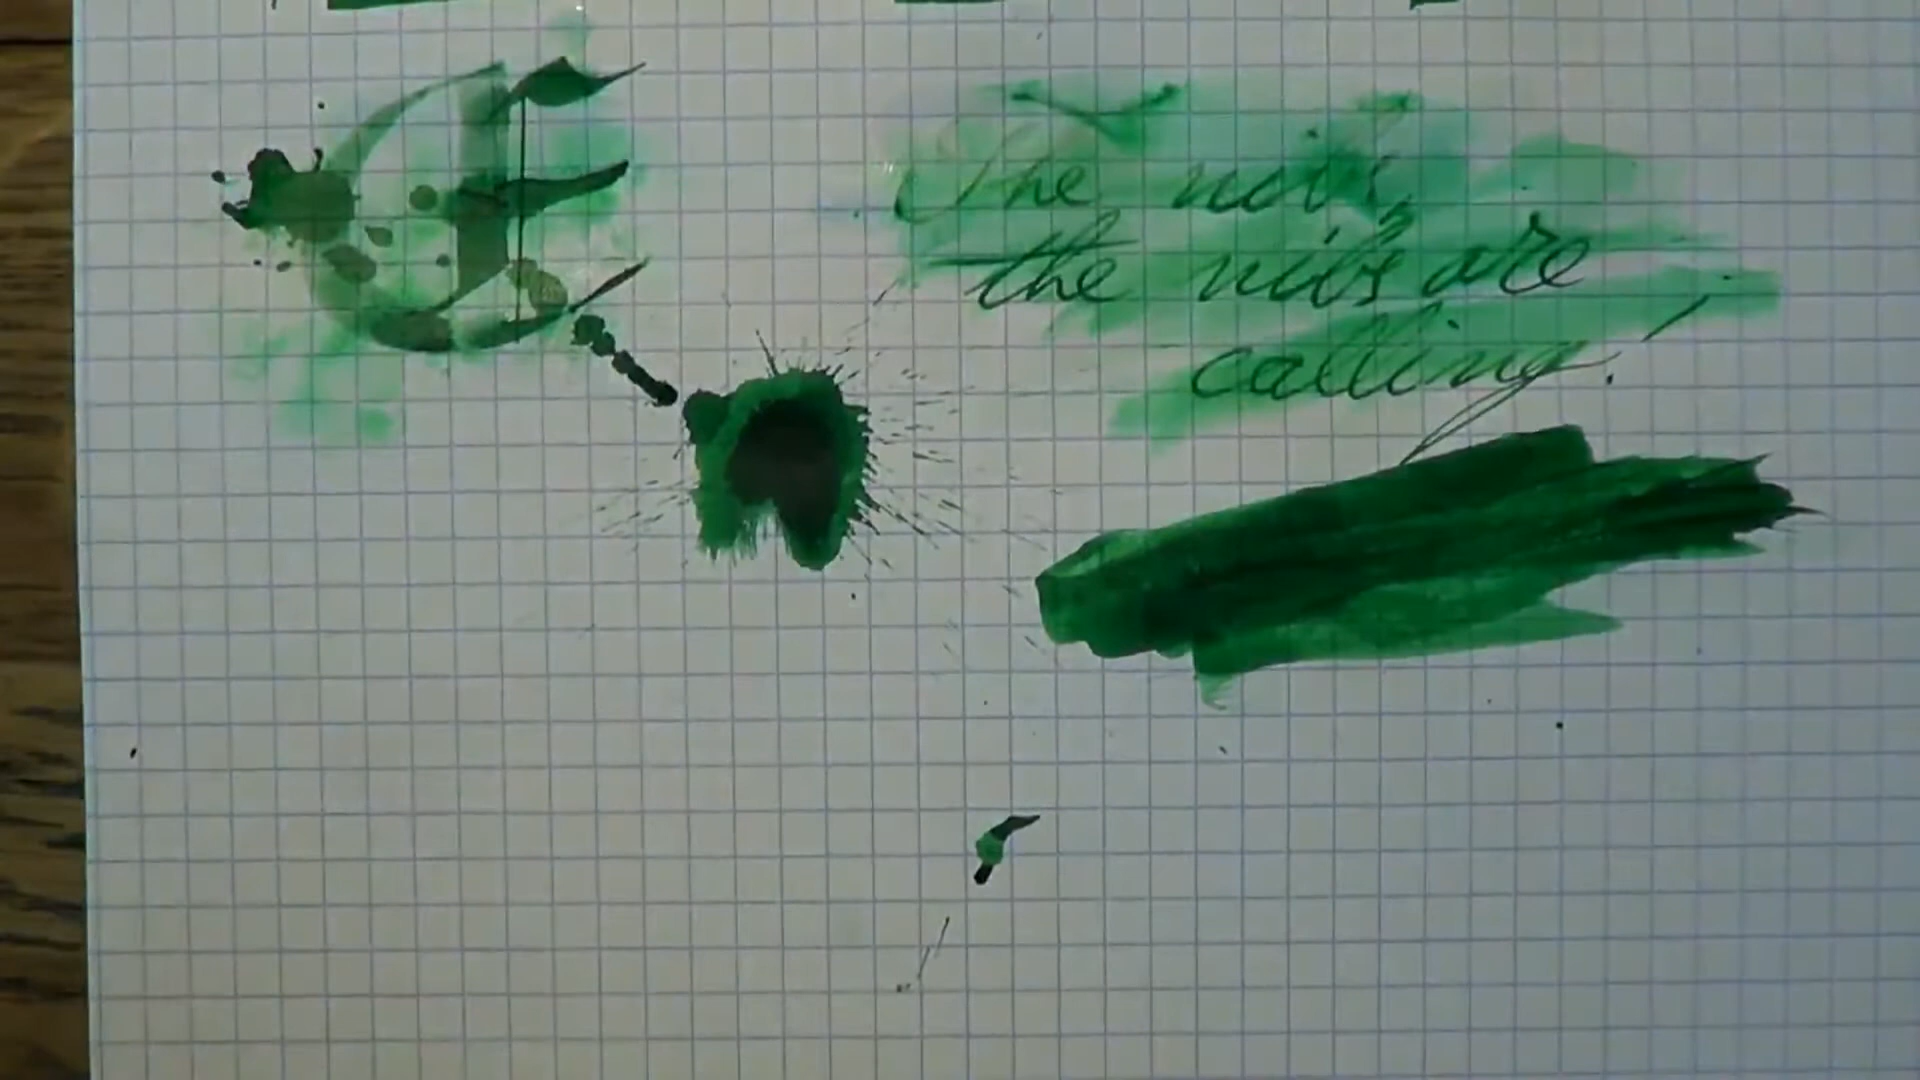 E
The nibs,
the nibs are
calling!